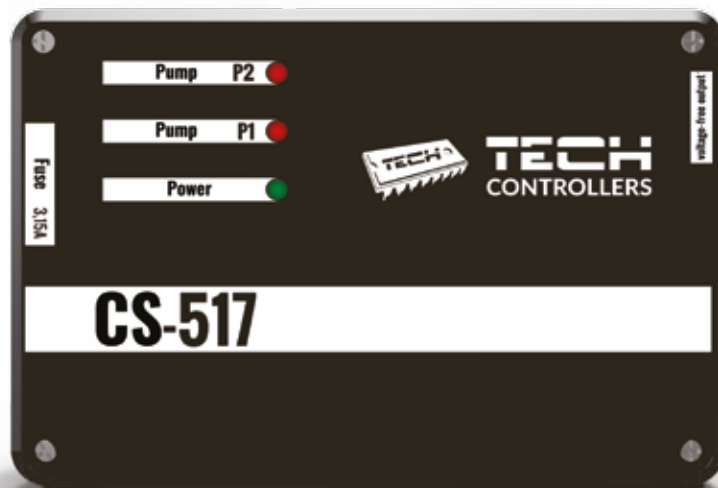 Pump P2
Pump P1
Power
Fuse 3,15A
TECH
TECH
CONTROLLERS
voltage-free output
CS-517